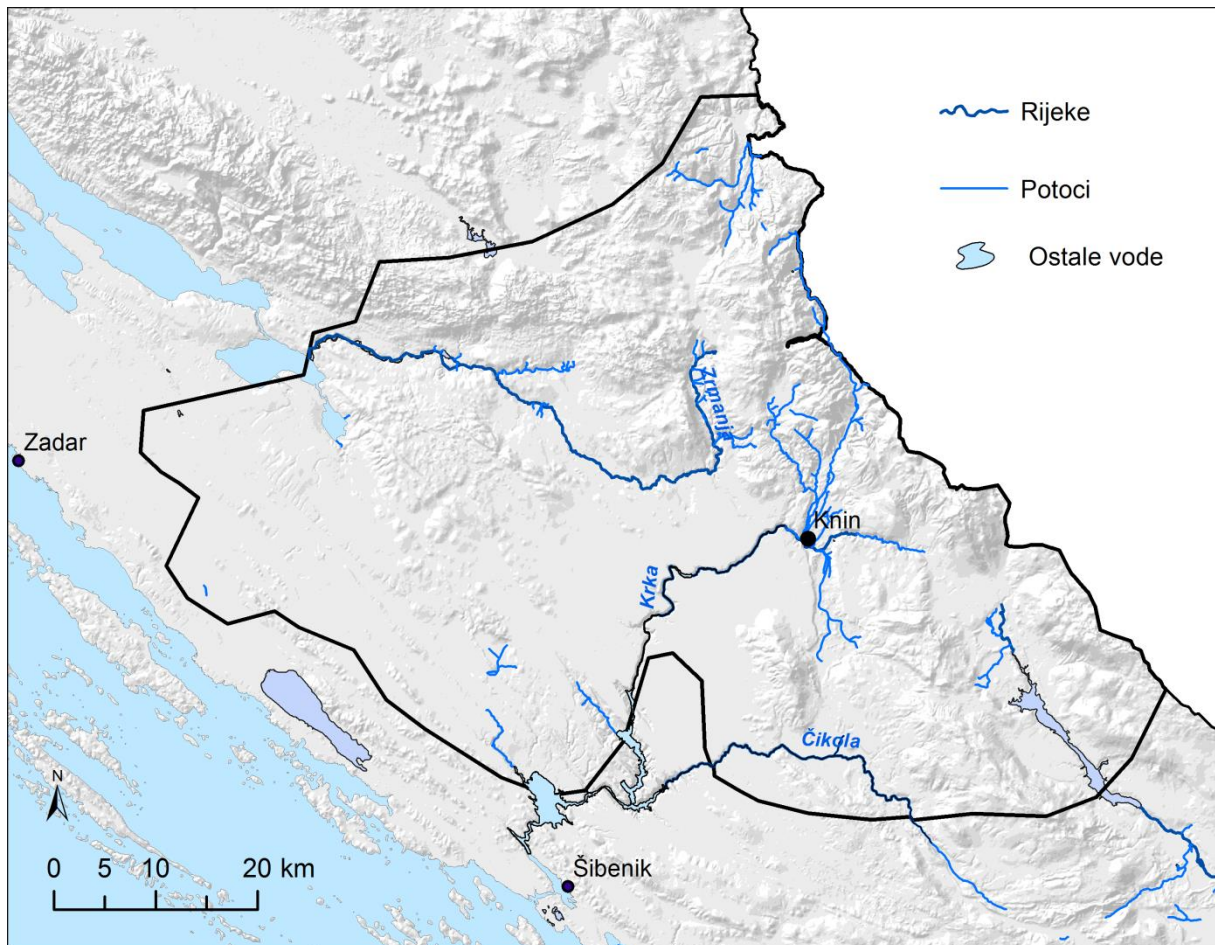 Rijeke
Potoci
Ostale vode
Zrmanja
Zadar
Knin
Krka
Čikola
N
0 5 10 20 km
Šibenik